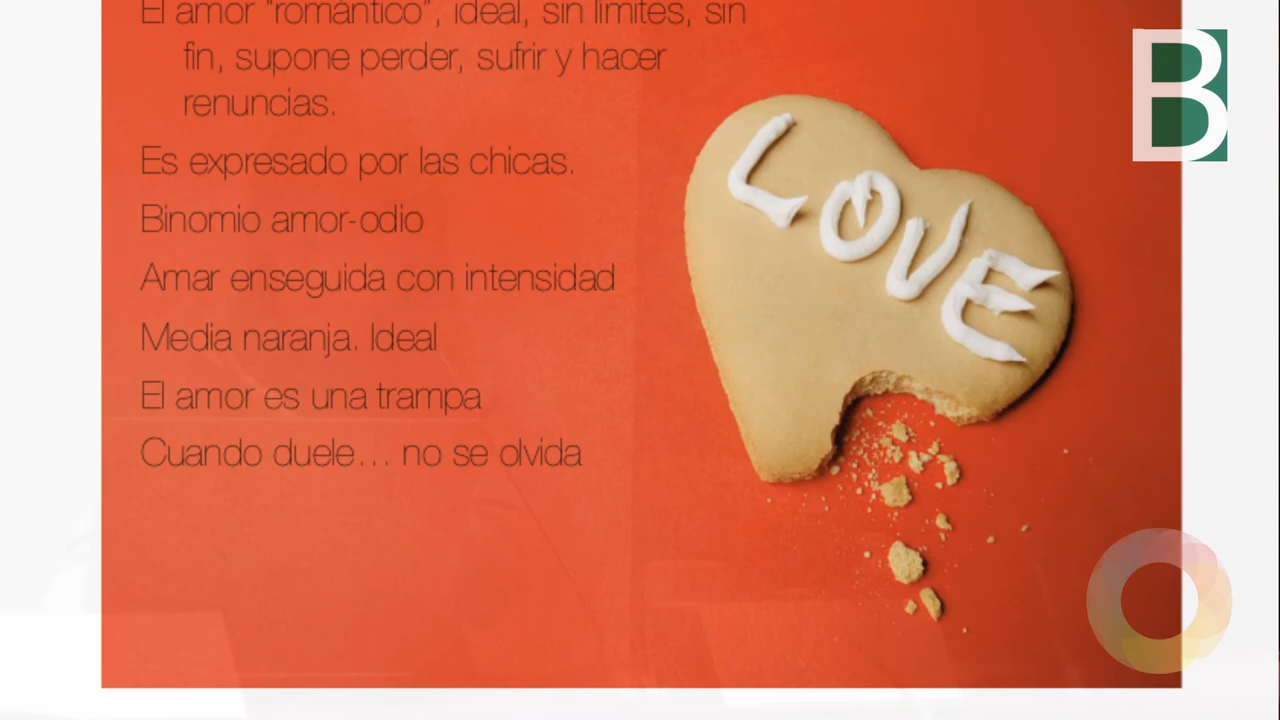 El amor "romántico", ideal, sin límites, sin
fin, supone perder, sufrir y hacer
renuncias.
Es expresado por las chicas.
Binomio amor-odio
Amar enseguida con intensidad
Media naranja. Ideal
El amor es una trampa
Cuando duele... no se olvida
LOVE
B